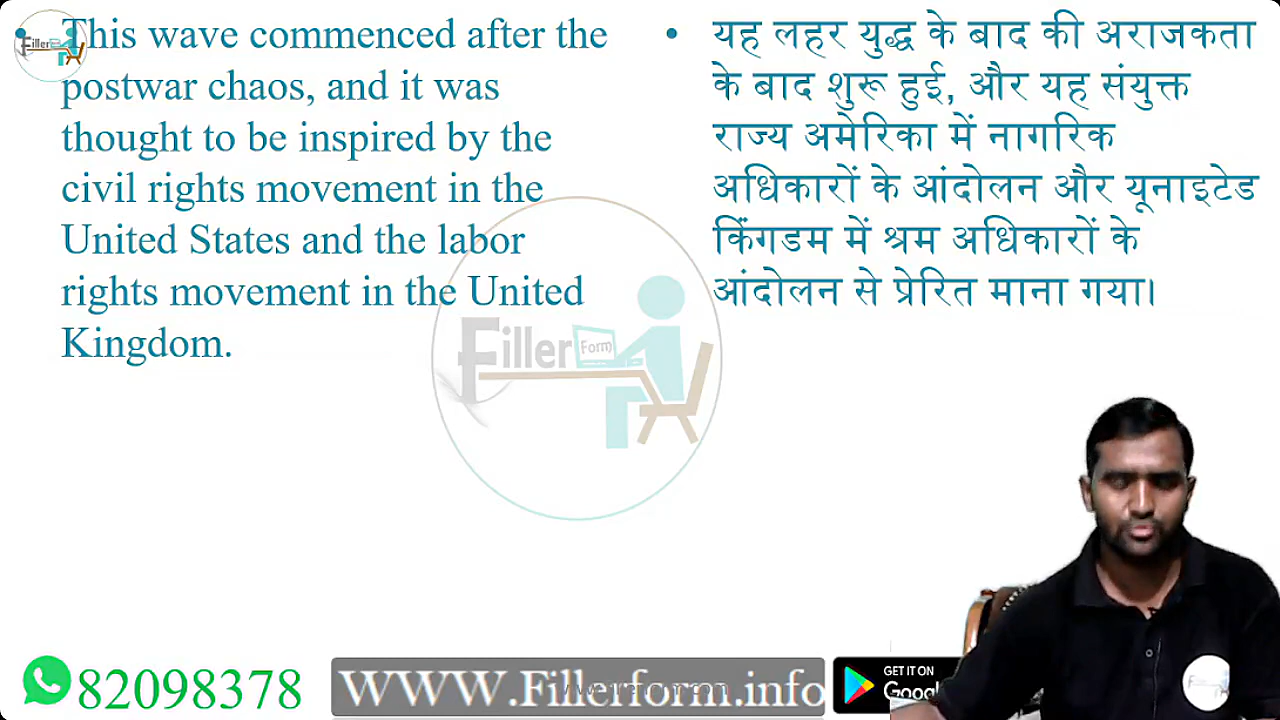 This wave commenced after the
postwar chaos, and it was
thought to be inspired by the
civil rights movement in the
United States and the labor
rights movement in the United
Kingdom.
यह लहर युद्ध के बाद की अराजकता
के बाद शुरू हुई, और यह संयुक्त
राज्य अमेरिका में नागरिक
अधिकारों के आंदोलन और यूनाइटेड
किंगडम में श्रम अधिकारों के
आंदोलन से प्रेरित माना गया।
Filler Form
82098378
WWW.Fillerform.info
GET IT ON
Google